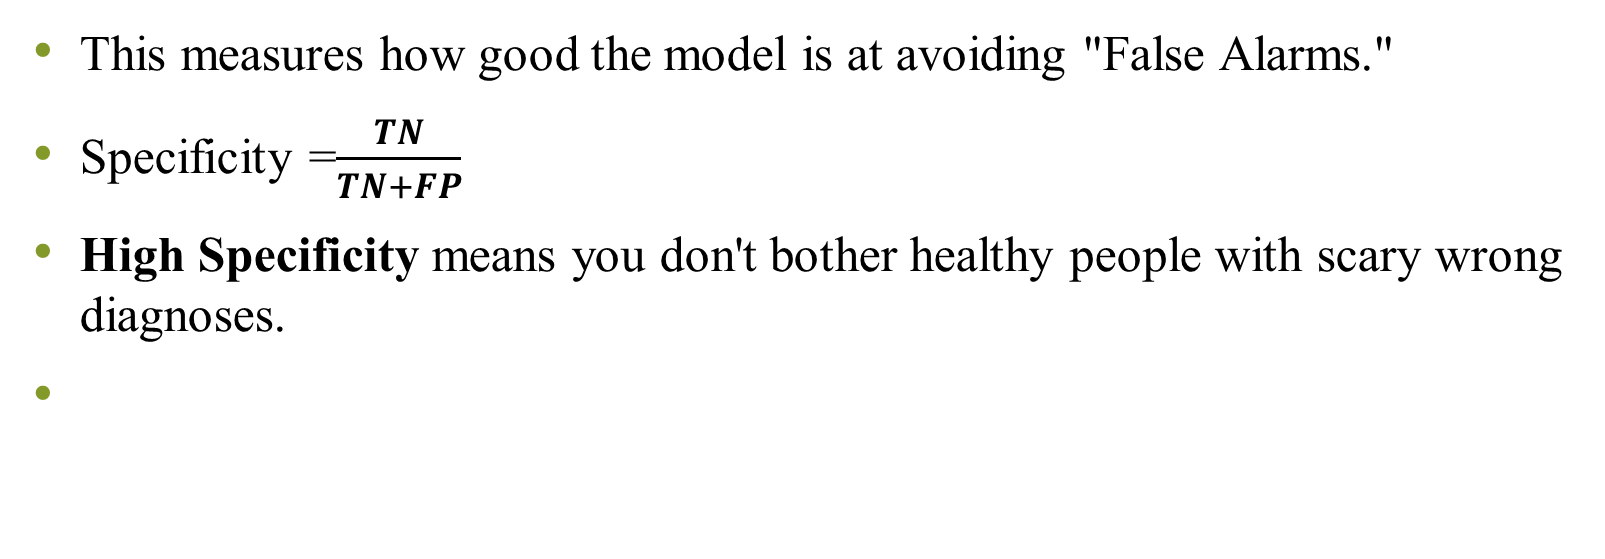 • This measures how good the model is at avoiding "False Alarms."
• Specificity = TN / TN+FP
• High Specificity means you don't bother healthy people with scary wrong
diagnoses.
•